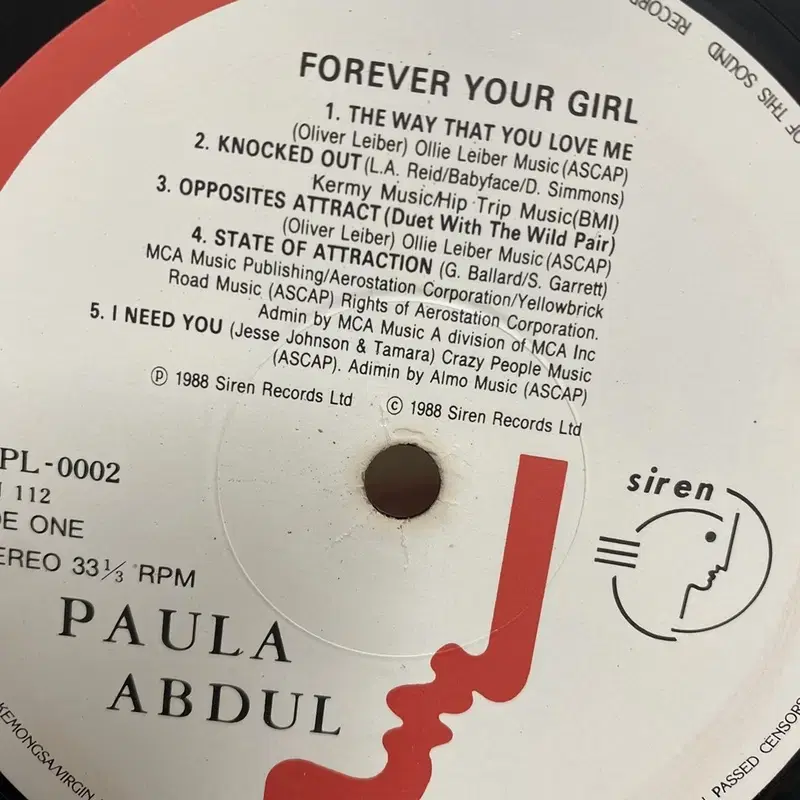 FOREVER YOUR GIRL
1. THE WAY THAT YOU LOVE ME
(Oliver Leiber) Ollie Leiber Music (ASCAP)
2. KNOCKED OUT (L.A. Reid/Babyface/D. Simmons)
Kermy Music/Hip Trip Music(BMI)
3. OPPOSITES ATTRACT (Duet With The Wild Pair)
(Oliver Leiber) Ollie Leiber Music (ASCAP)
4. STATE OF ATTRACTION (G. Ballard/S. Garrett)
MCA Music Publishing/Aerostation Corporation/Yellowbrick
Road Music (ASCAP) Rights of Aerostation Corporation.
Admin by MCA Music A division of MCA Inc
5. I NEED YOU (Jesse Johnson & Tamara) Crazy People Music
(ASCAP). Adimin by Almo Music (ASCAP)
℗ 1988 Siren Records Ltd © 1988 Siren Records Ltd
PL-0002
112
E ONE
EREO 33⅓ RPM
PAULA
ABDUL
siren
OF THIS SOUND RECOR
KEMONGSA/VIRGIN
PASSED CENSORS